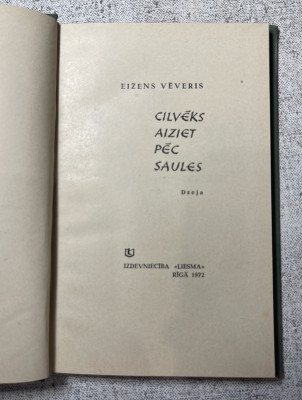 EIŽENS VĒVERIS
CILVĒKS
AIZIET
PĒC
SAULES
Dzeja
IZDEVNIECĪBA «LIESMA»
RĪGĀ 1972